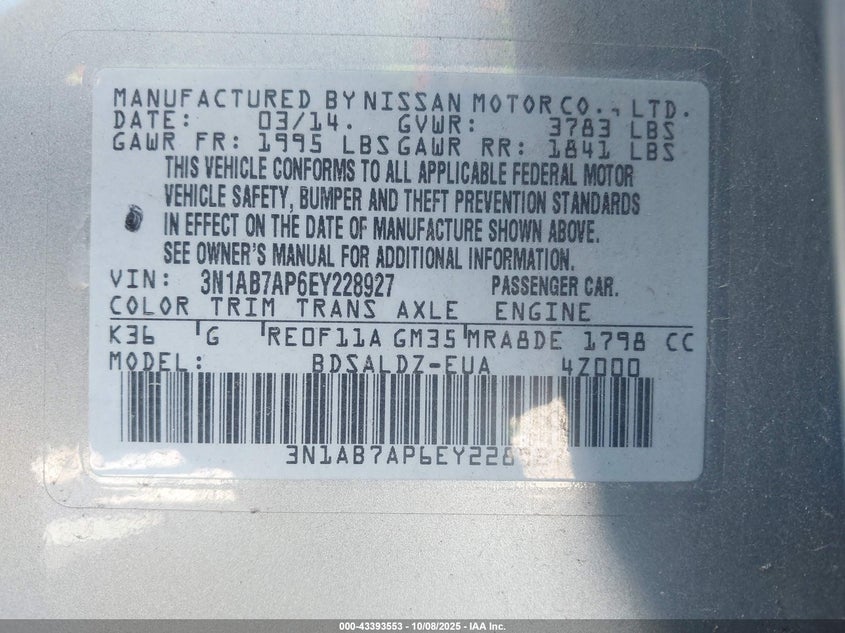 MANUFACTURED BY NISSAN MOTOR CO., LTD.
DATE: 03/14. GVWR: 3783 LBS
GAWR FR: 1995 LBS GAWR RR: 1841 LBS
THIS VEHICLE CONFORMS TO ALL APPLICABLE FEDERAL MOTOR
VEHICLE SAFETY, BUMPER AND THEFT PREVENTION STANDARDS
IN EFFECT ON THE DATE OF MANUFACTURE SHOWN ABOVE.
SEE OWNER'S MANUAL FOR ADDITIONAL INFORMATION.
VIN: 3N1AB7AP6EY228927 PASSENGER CAR.
COLOR TRIM TRANS AXLE ENGINE
K36 G RE0F11A GM35 MRA8DE 1798 CC
MODEL: BDSALDZ-EUA 4Z000
3N1AB7AP6EY228927
000-43393553 | 10/08/2025 - IAA Inc.